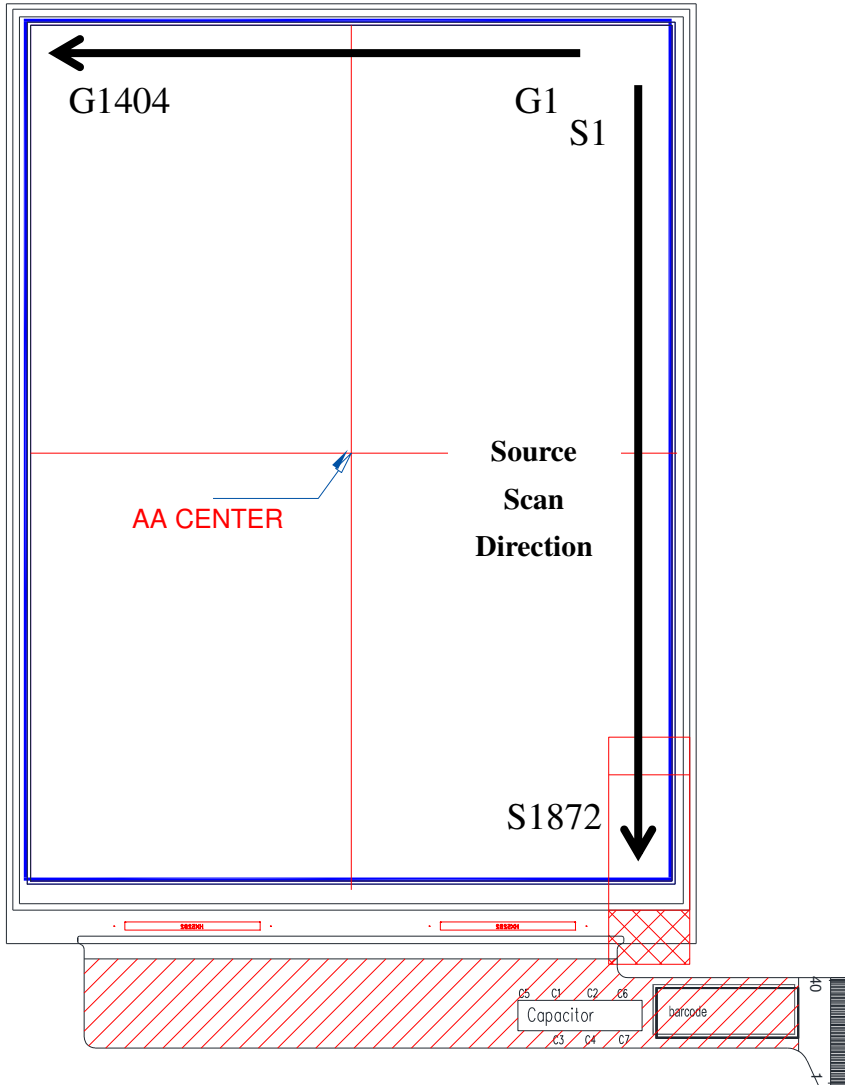 G1404
G1
S1
Source
Scan
Direction
AA CENTER
S1872
C5 C1 C2 C6
Capacitor
C3 C4 C7
barcode
40
1